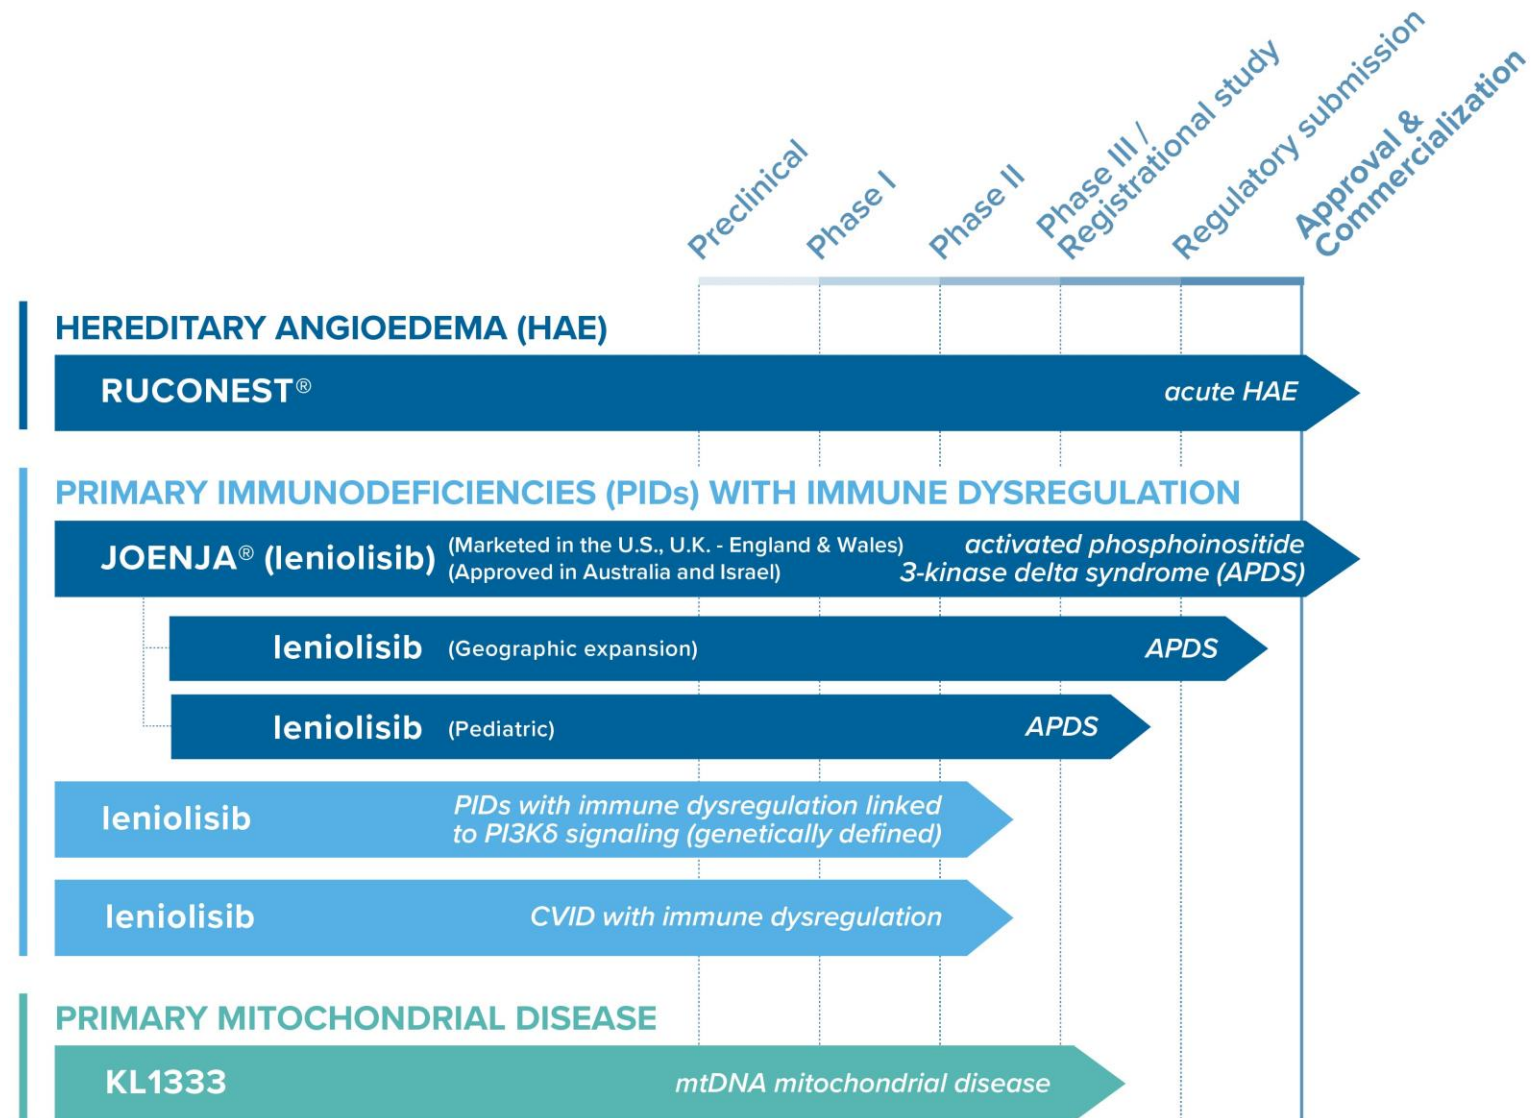 Preclinical
Phase I
Phase II
Phase III /
Registrational study
Regulatory submission
Approval &
Commercialization
HEREDITARY ANGIOEDEMA (HAE)
RUCONEST® acute HAE
PRIMARY IMMUNODEFICIENCIES (PIDs) WITH IMMUNE DYSREGULATION
JOENJA® (leniolisib)
(Marketed in the U.S., U.K. - England & Wales)
(Approved in Australia and Israel)
activated phosphoinositide
3-kinase delta syndrome (APDS)
leniolisib (Geographic expansion) APDS
leniolisib (Pediatric) APDS
leniolisib
PIDs with immune dysregulation linked
to PI3Kδ signaling (genetically defined)
leniolisib CVID with immune dysregulation
PRIMARY MITOCHONDRIAL DISEASE
KL1333 mtDNA mitochondrial disease